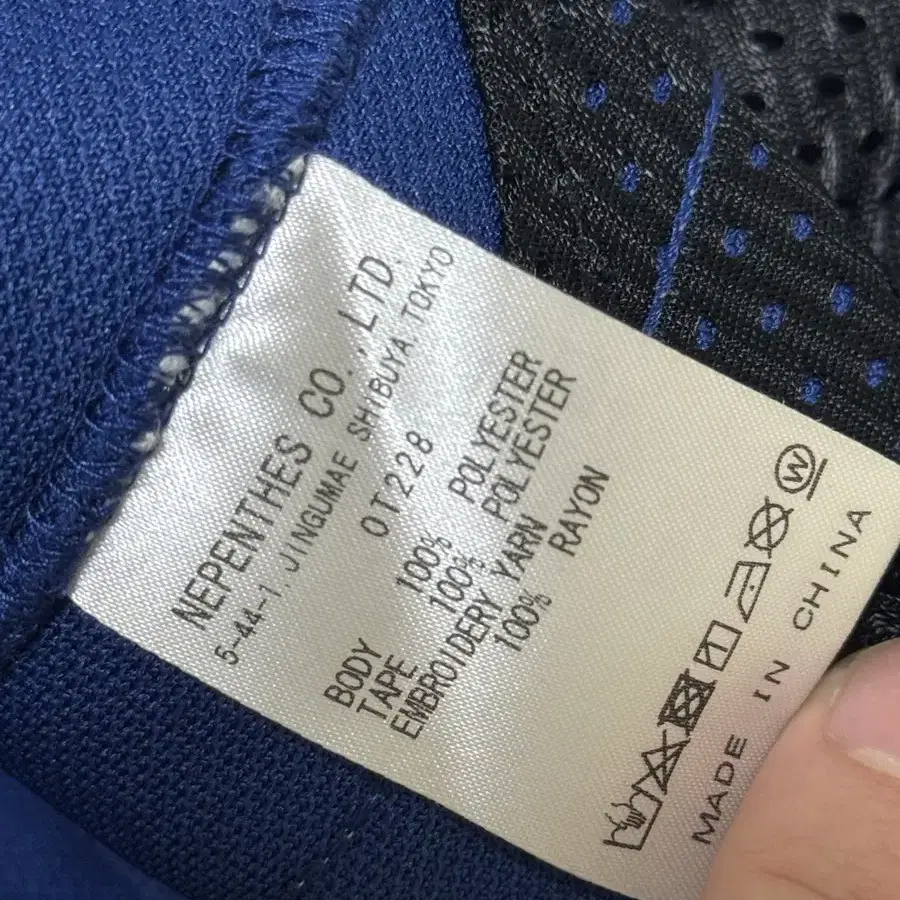 NEPENTHES CO.,LTD.
5-44-1.JINGUMAE SHIBUYA.TOKYO
OT228
BODY 100% POLYESTER
TAPE 100% POLYESTER
EMBROIDERY YARN
100% RAYON
W
MADE IN CHINA